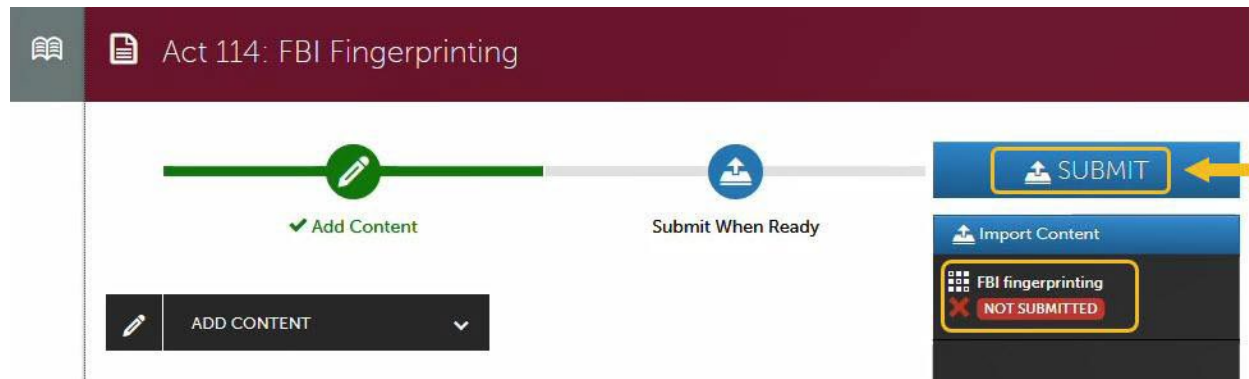 Act 114: FBI Fingerprinting
SUBMIT
Add Content
Submit When Ready
Import Content
FBI fingerprinting
NOT SUBMITTED
ADD CONTENT